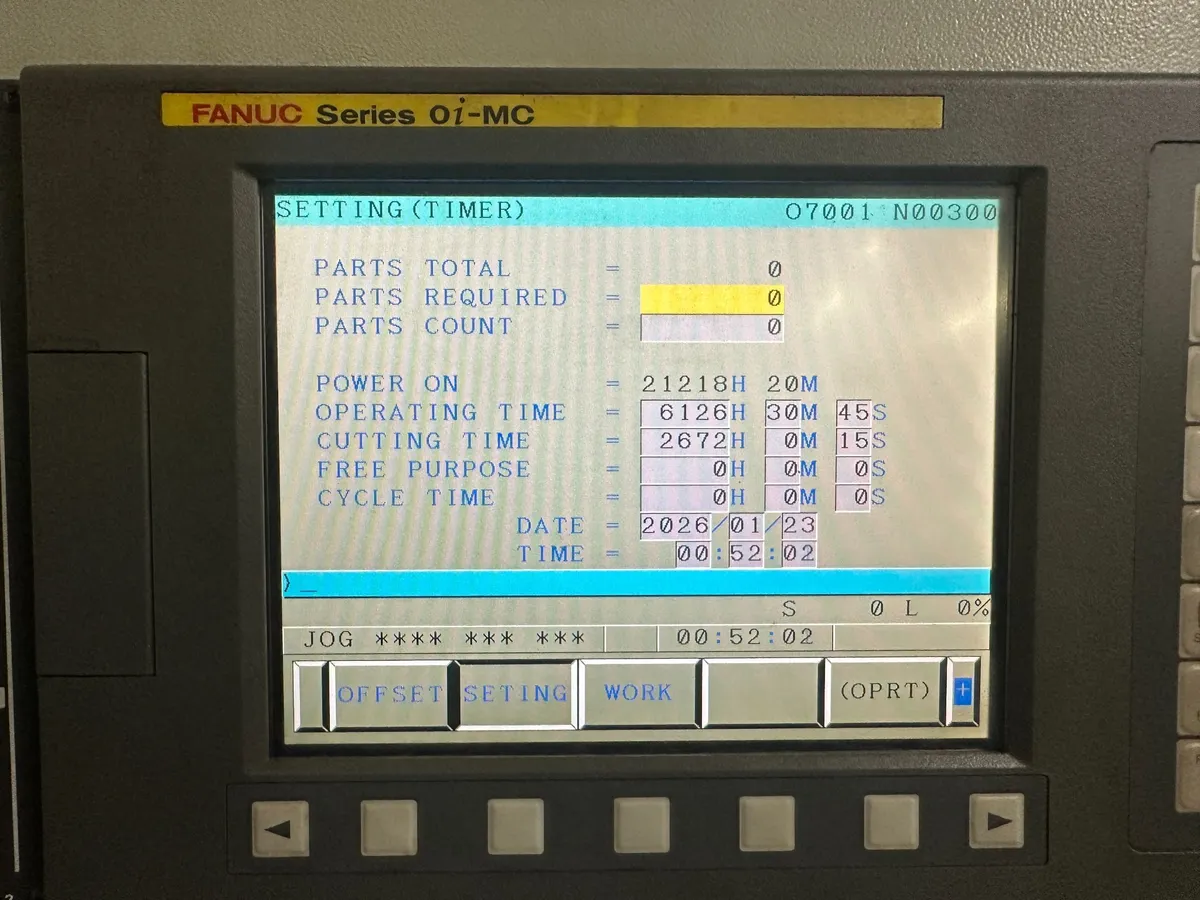 FANUC Series 0i-MC
SETTING(TIMER) O7001 N00300
PARTS TOTAL = 0
PARTS REQUIRED = 0
PARTS COUNT = 0
POWER ON = 21218H 20M
OPERATING TIME = 6126H 30M 45S
CUTTING TIME = 2672H 0M 15S
FREE PURPOSE = 0H 0M 0S
CYCLE TIME = 0H 0M 0S
DATE = 2026/01/23
TIME = 00:52:02
>_
S 0 L 0%
JOG **** *** *** 00:52:02
OFFSET SETING WORK (OPRT) +